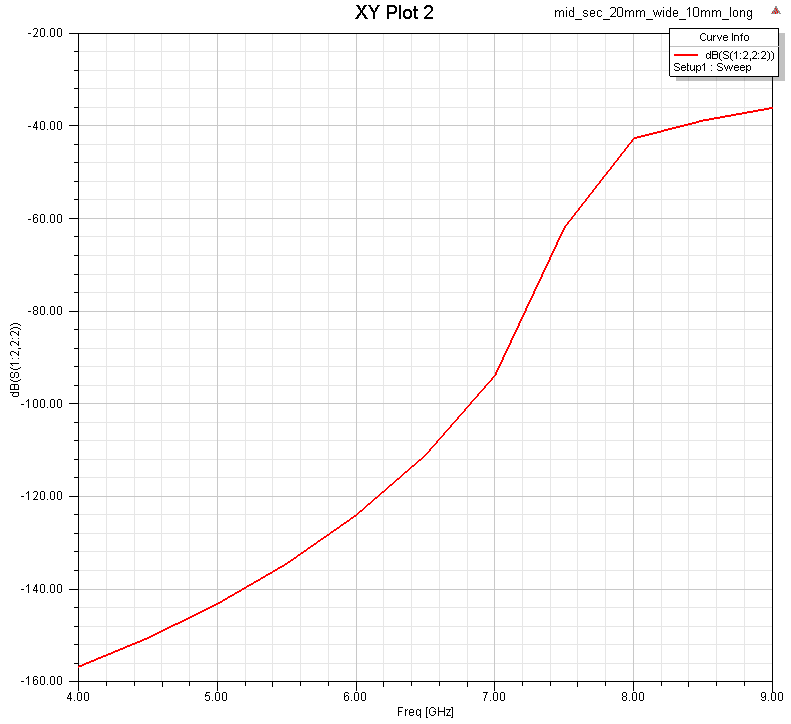 XY Plot 2
mid_sec_20mm_wide_10mm_long
Curve Info
dB(S(1:2,2:2))
Setup1 : Sweep
-20.00
-40.00
-60.00
-80.00
-100.00
-120.00
-140.00
-160.00
dB(S(1:2,2:2))
4.00 5.00 6.00 7.00 8.00 9.00
Freq [GHz]